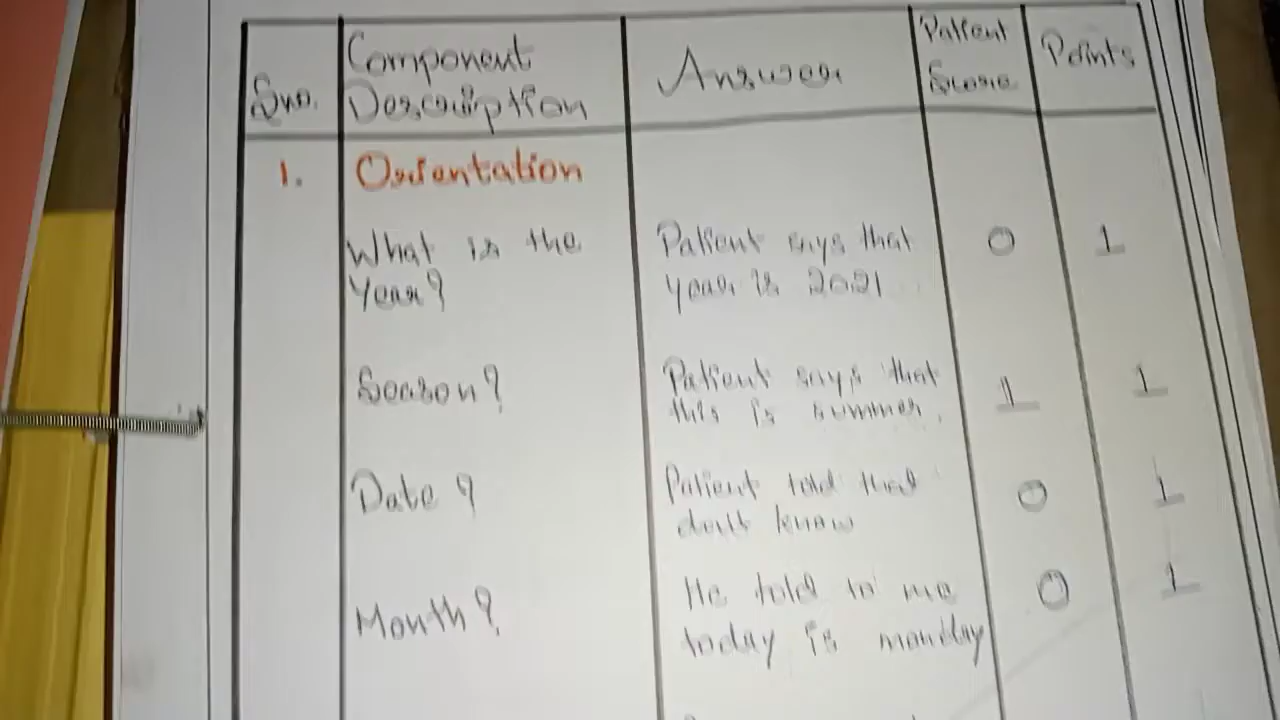 Sno.
Component
Description
Answer
Patient
Score
Points
1.
Orientation
What is the
Year?
Patient says that
year is 2021
0
1
Season?
Patient says that
this is summer.
1
1
Date?
Patient told that
don't know
0
1
Month?
He told to me
today is monday
0
1